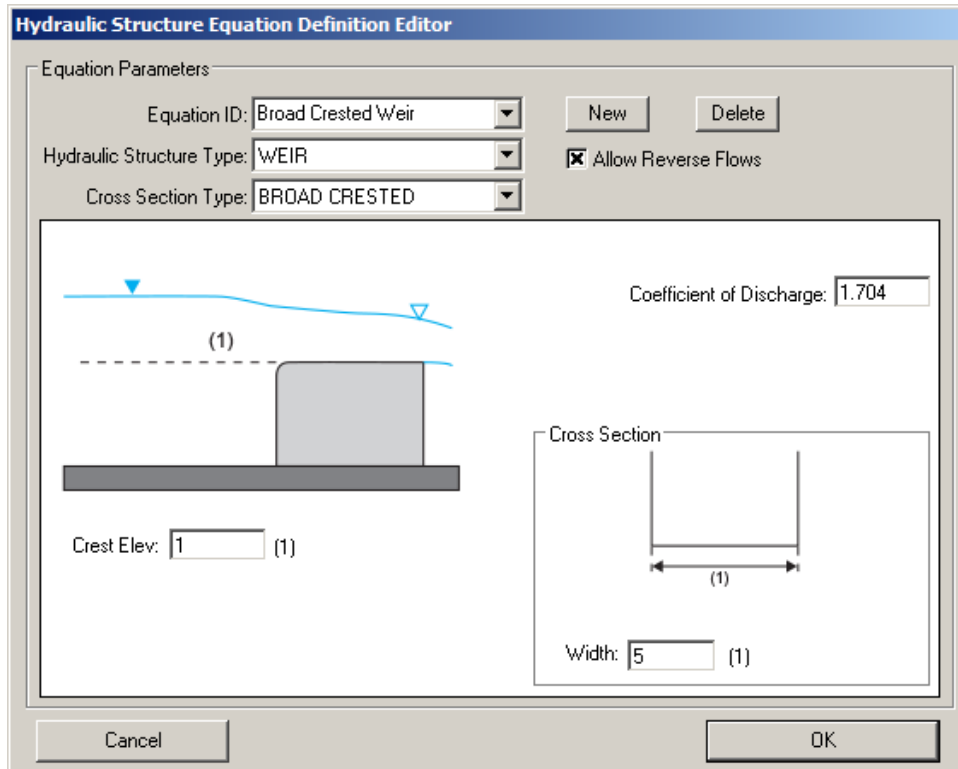 Hydraulic Structure Equation Definition Editor
Equation Parameters
Equation ID: Broad Crested Weir
New
Delete
Hydraulic Structure Type: WEIR
Allow Reverse Flows
Cross Section Type: BROAD CRESTED
Coefficient of Discharge: 1.704
(1)
Cross Section
(1)
Crest Elev: 1 (1)
Width: 5 (1)
Cancel
OK